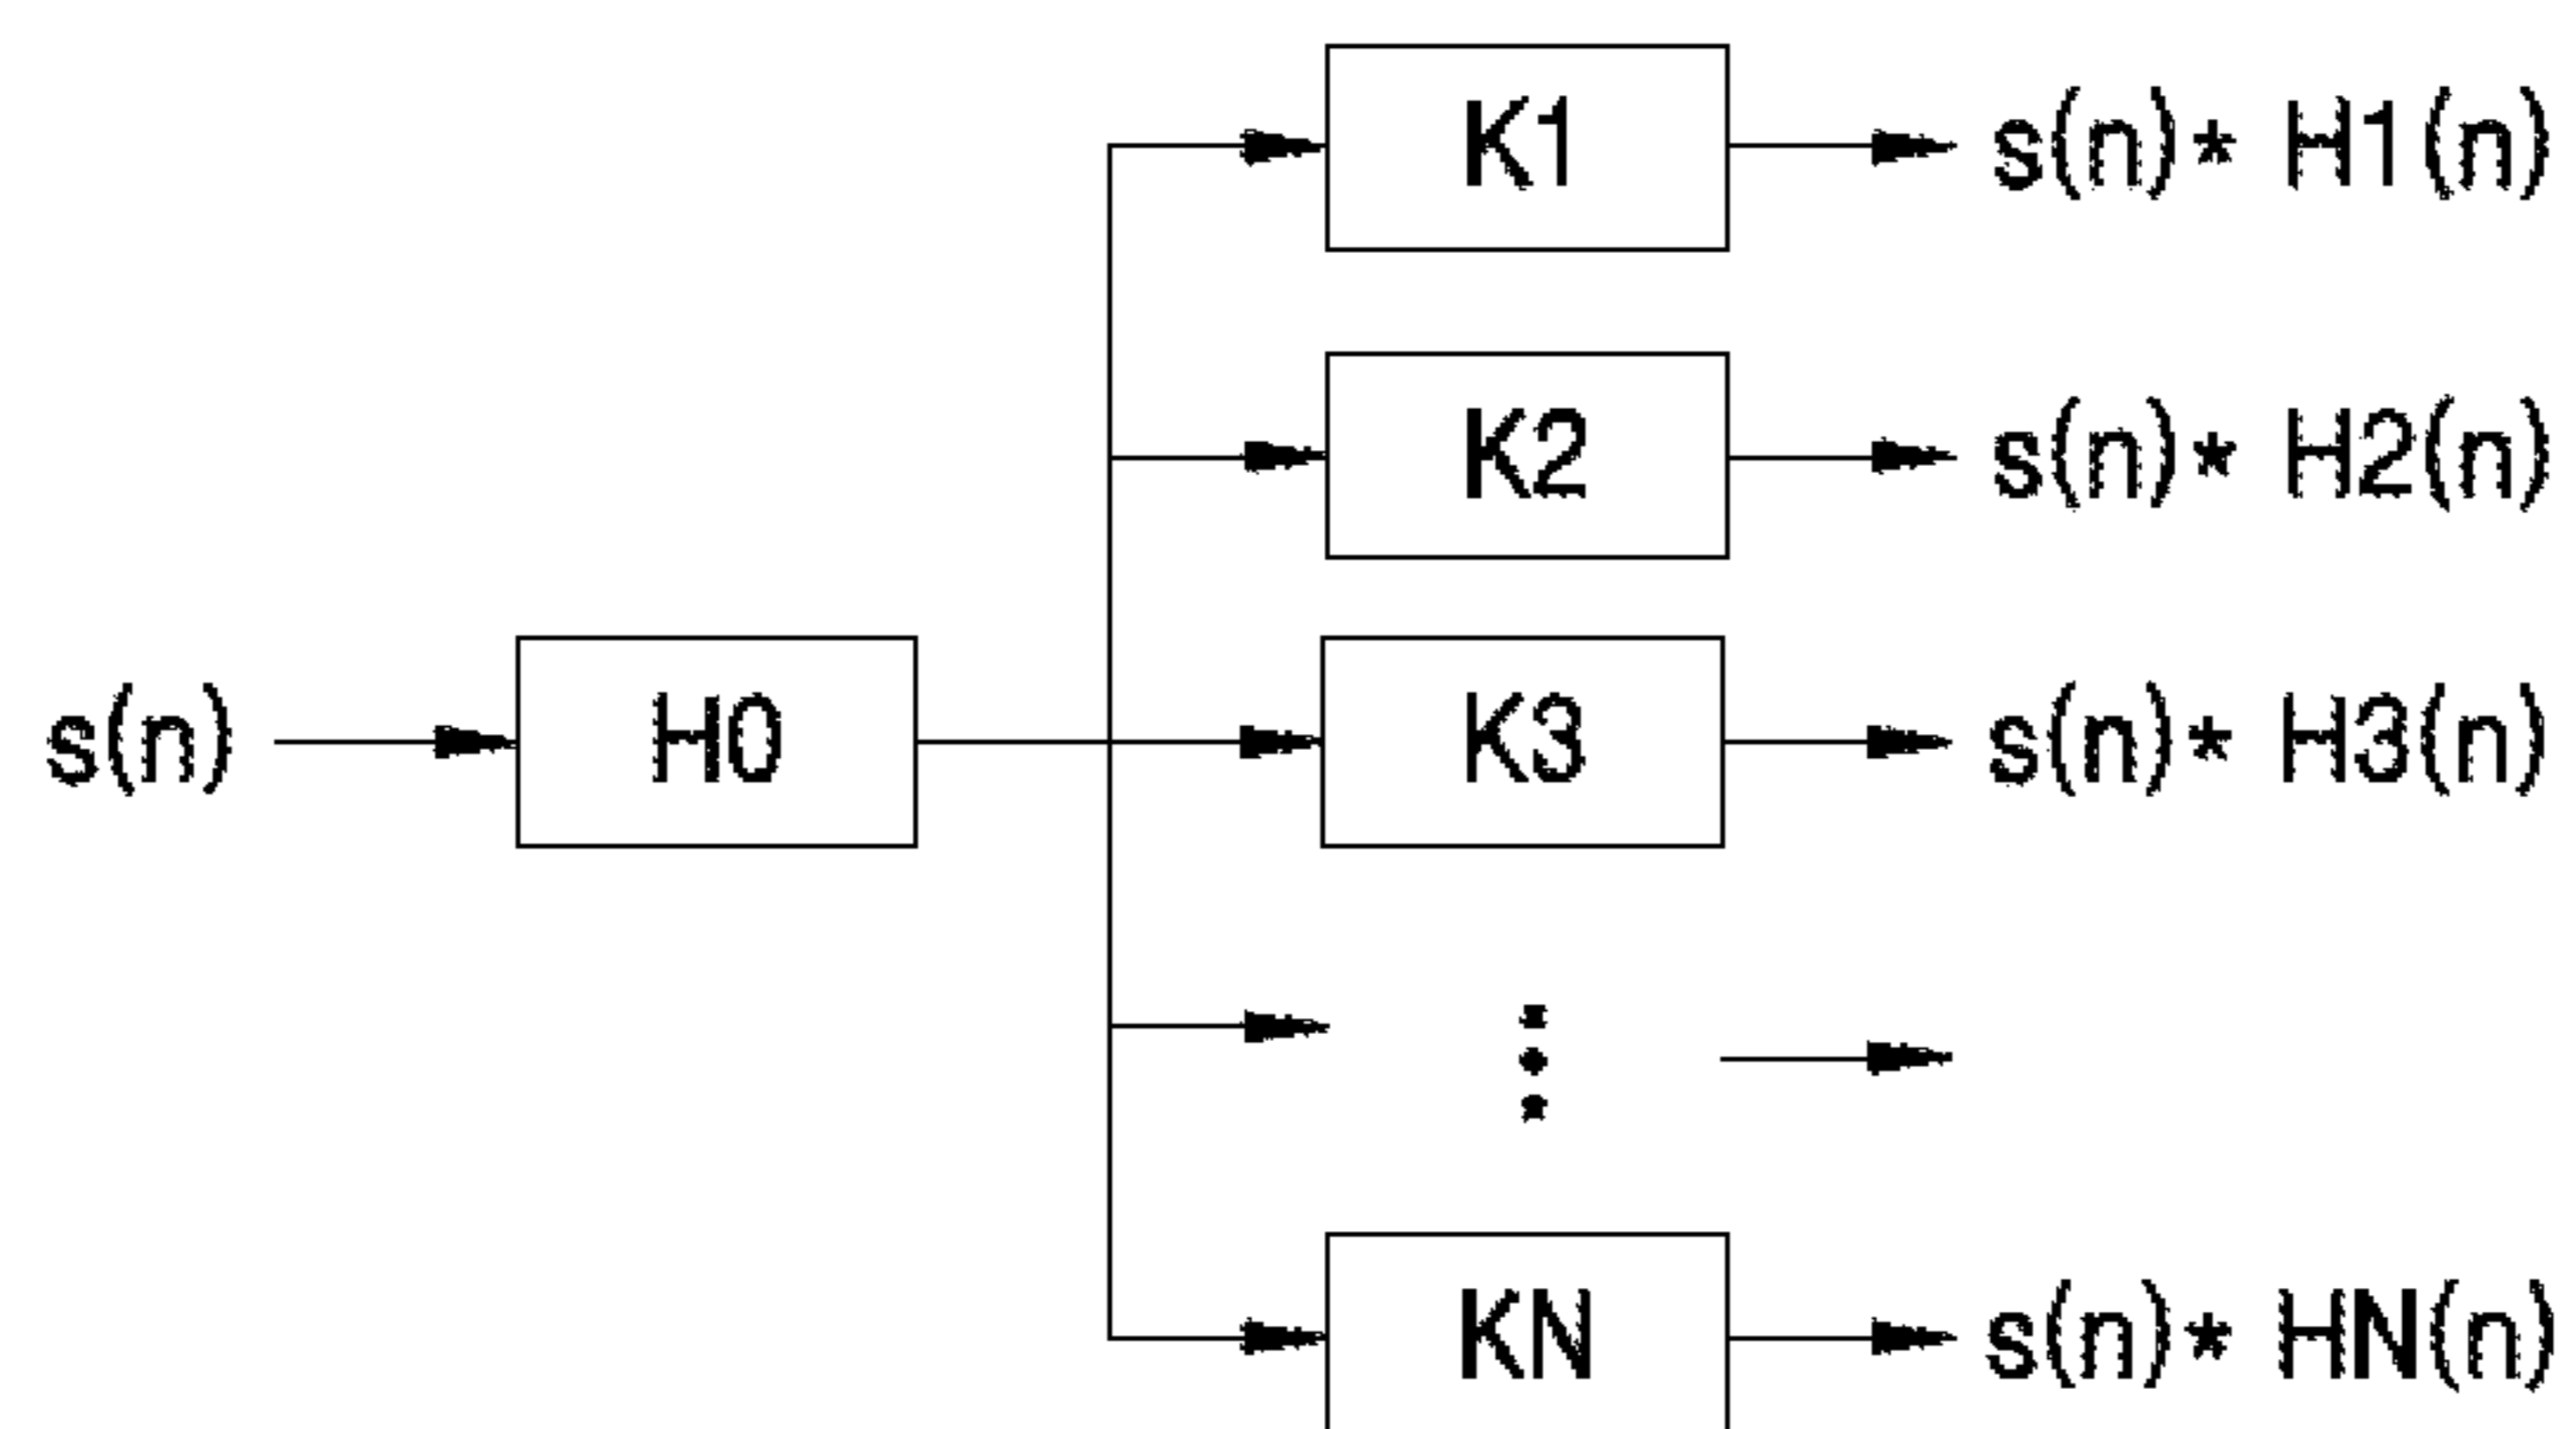 K1 s(n)* H1(n)
K2 s(n)* H2(n)
s(n) H0 K3 s(n)* H3(n)
KN s(n)* HN(n)